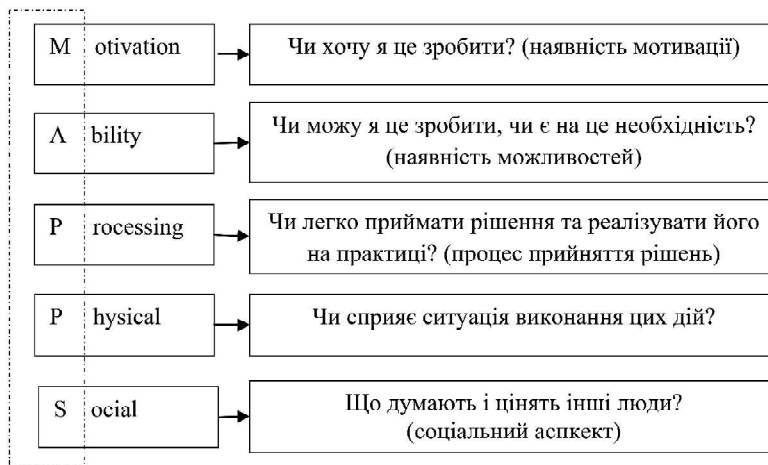 M otivation
Чи хочу я це зробити? (наявність мотивації)
A bility
Чи можу я це зробити, чи є на це необхідність?
(наявність можливостей)
P rocessing
Чи легко приймати рішення та реалізувати його
на практиці? (процес прийняття рішень)
P hysical
Чи сприяє ситуація виконання цих дій?
S ocial
Що думають і цінять інші люди?
(соціальний аспкект)